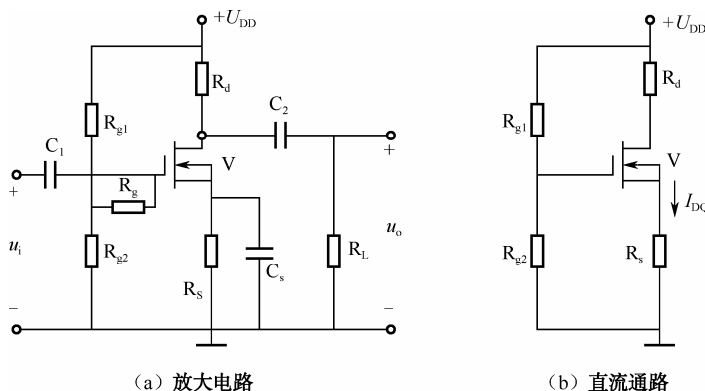 +U_DD
R_d
C_2
R_g1
C_1
+
+
V
R_g
u_i
R_g2
R_S
C_s
R_L
u_o
−
−
(a) 放大电路
+U_DD
R_d
R_g1
V
I_DQ
R_g2
R_s
(b) 直流通路